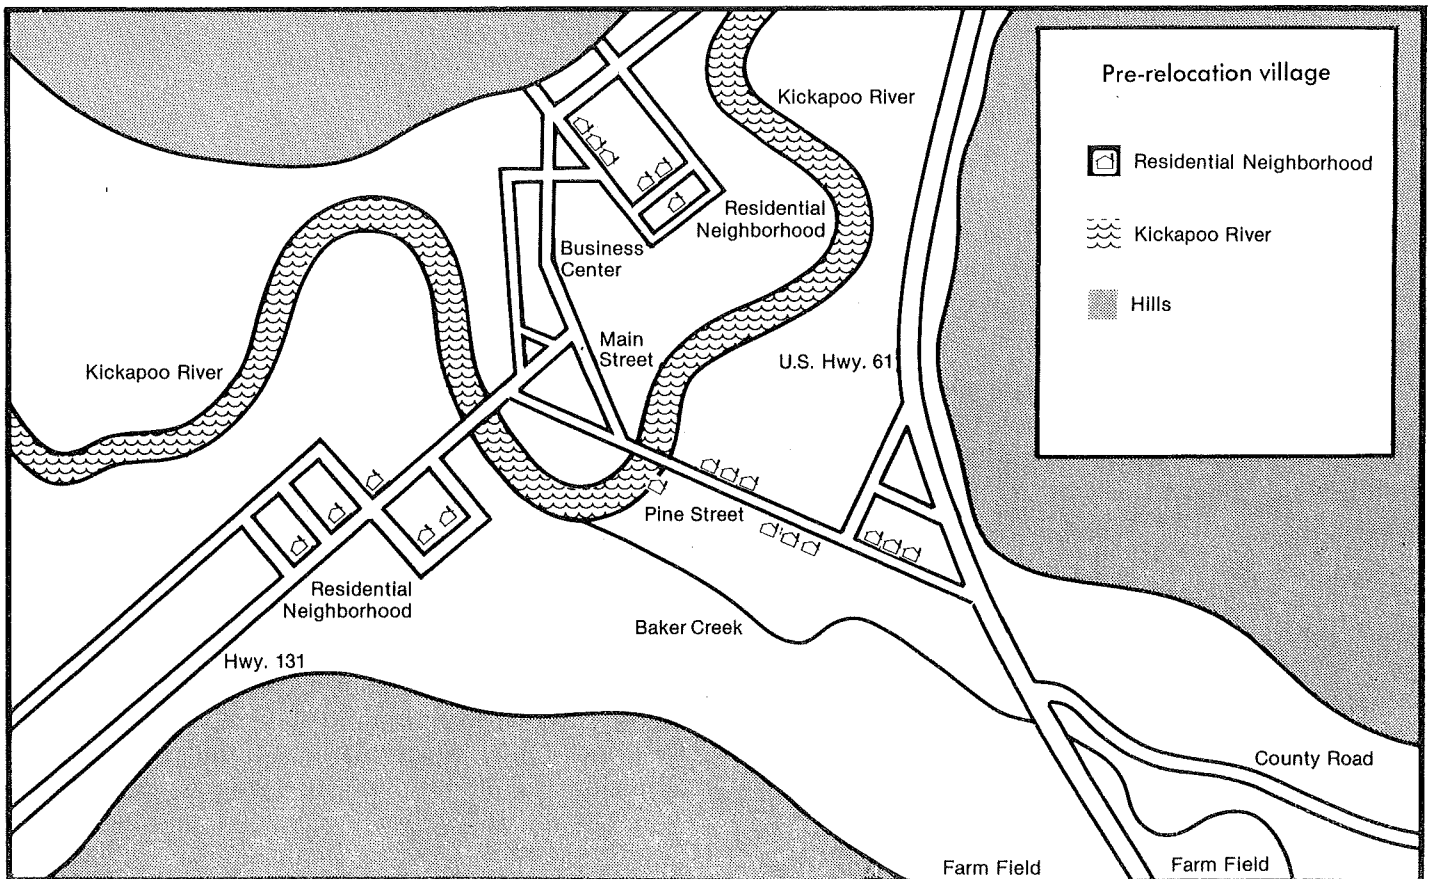 Pre-relocation village
Residential Neighborhood
Kickapoo River
Hills
Kickapoo River
Residential
Neighborhood
Business
Center
Main
Street
U.S. Hwy. 61
Kickapoo River
Pine Street
Residential
Neighborhood
Baker Creek
Hwy. 131
County Road
Farm Field
Farm Field